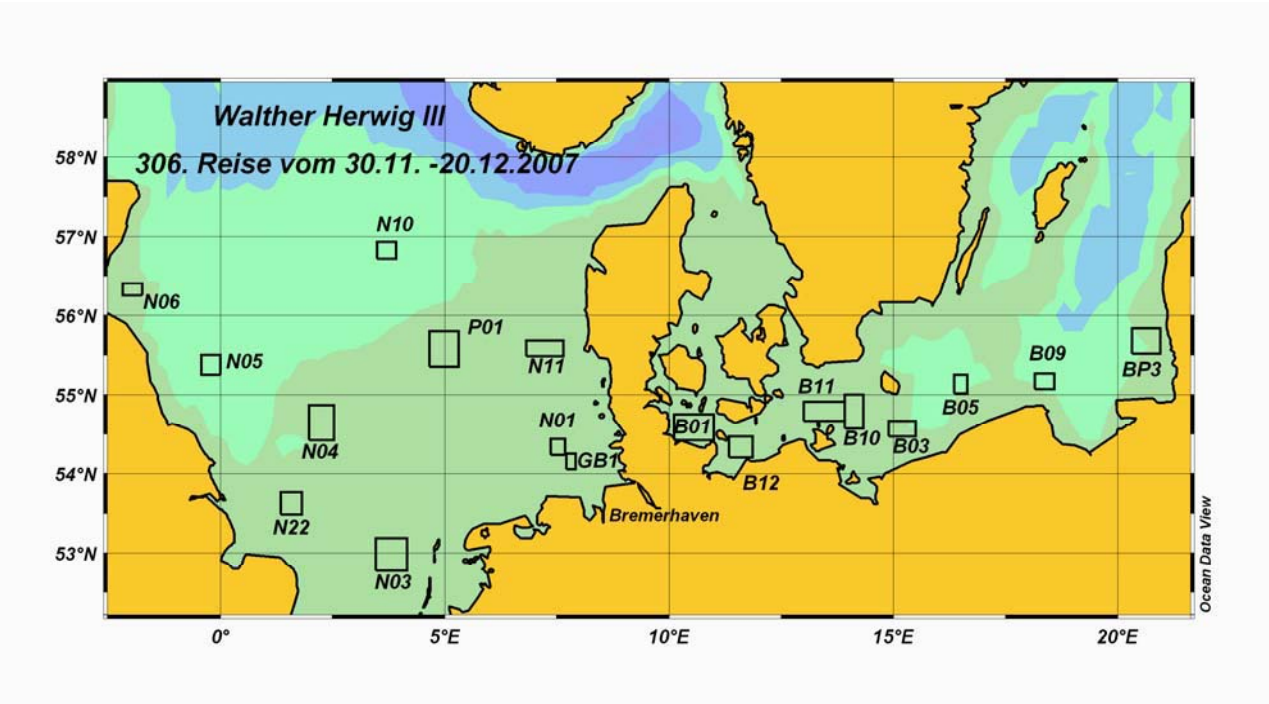 Walther Herwig III
306. Reise vom 30.11. -20.12.2007
58°N
57°N
56°N
55°N
54°N
53°N
N10
N06
P01
N05
N11
B09
BP3
B11
B05
N04
N01
B01
B10
B03
GB1
B12
N22
Bremerhaven
N03
Ocean Data View
0°
5°E
10°E
15°E
20°E